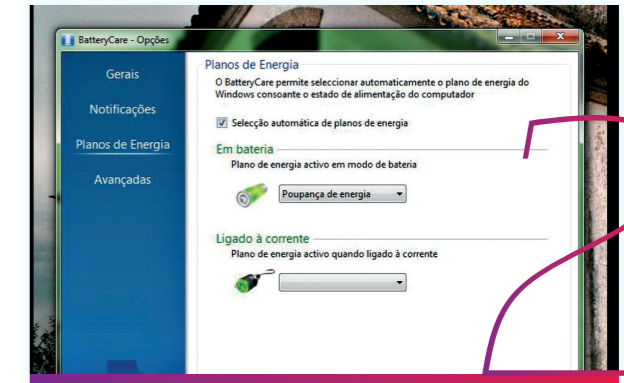 BatteryCare - Opções
Gerais
Notificações
Planos de Energia
Avançadas
Planos de Energia
O BatteryCare permite seleccionar automaticamente o plano de energia do
Windows consoante o estado de alimentação do computador
Selecção automática de planos de energia
Em bateria
Plano de energia activo em modo de bateria
Poupança de energia
Ligado à corrente
Plano de energia activo quando ligado à corrente